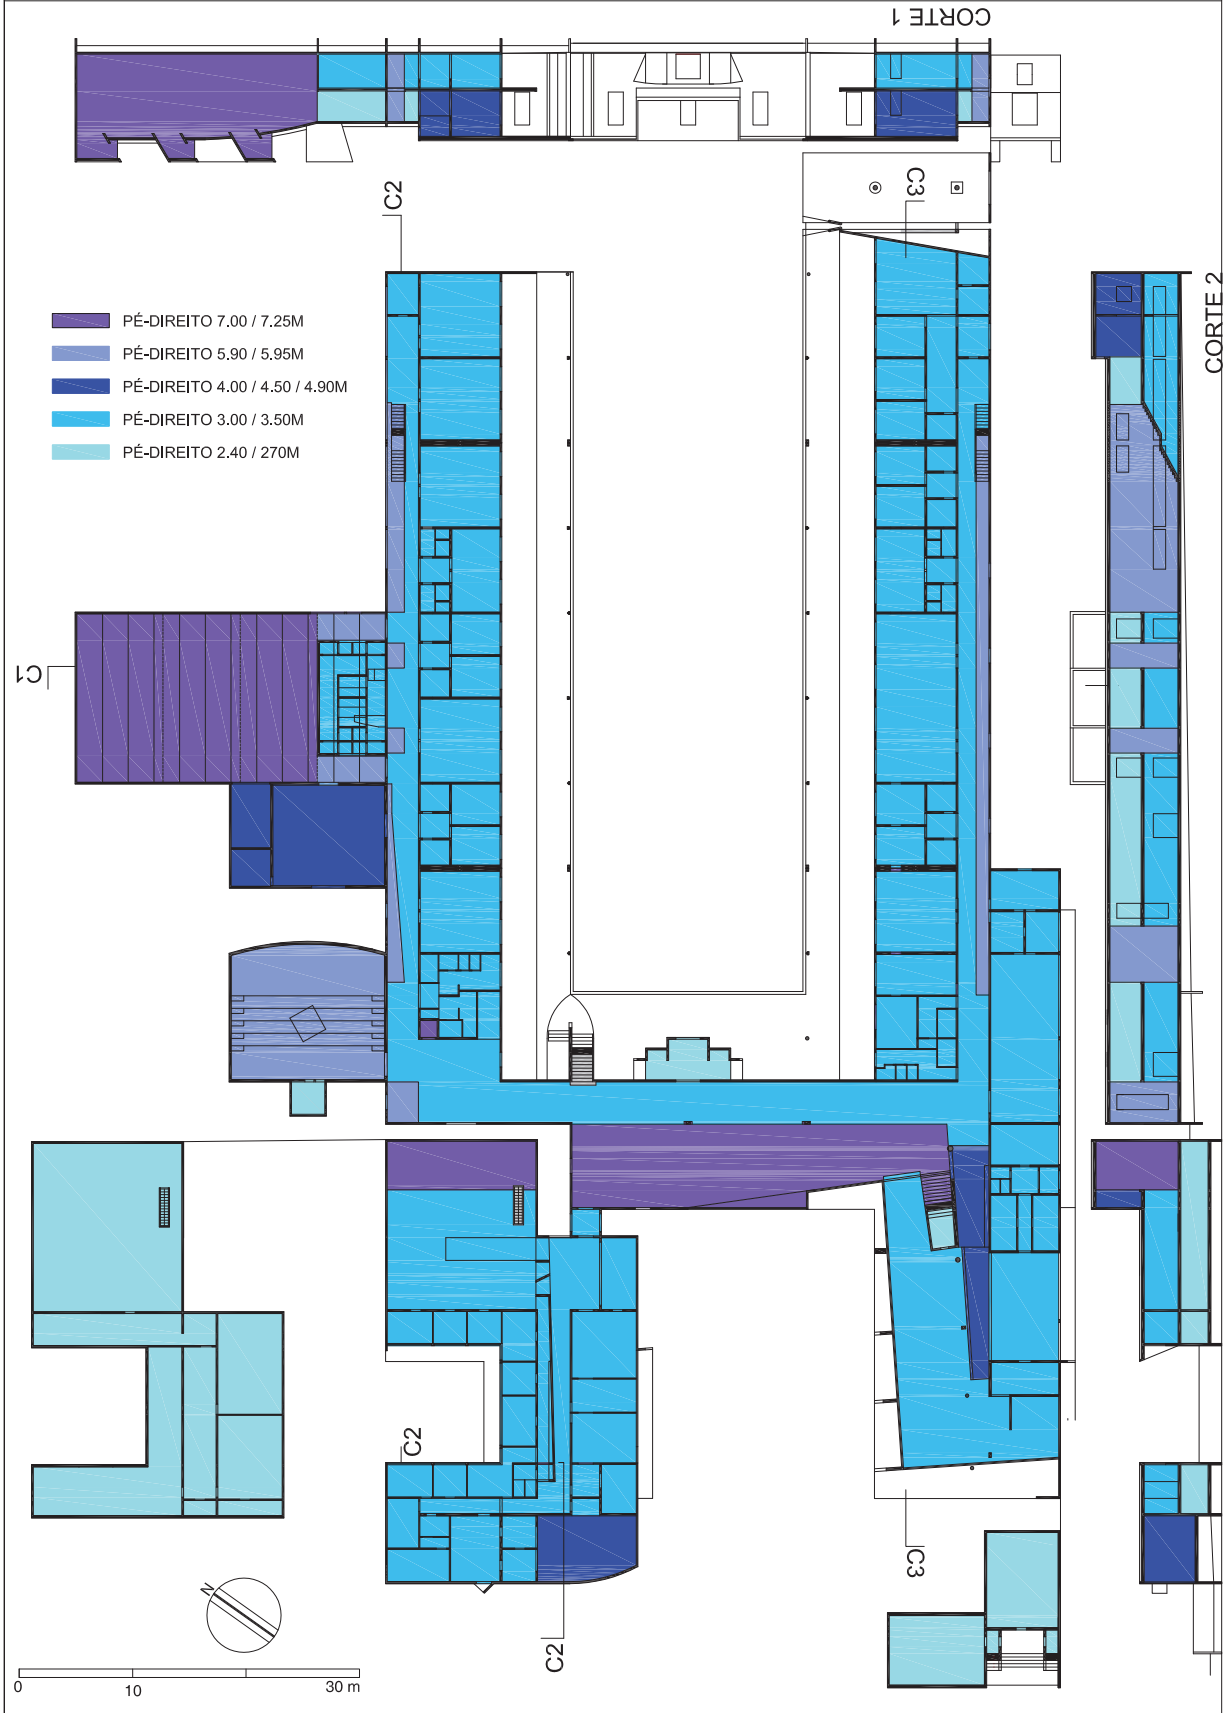 CORTE 1
C2
C3
CORTE 2
PÉ-DIREITO 7.00 / 7.25M
PÉ-DIREITO 5.90 / 5.95M
PÉ-DIREITO 4.00 / 4.50 / 4.90M
PÉ-DIREITO 3.00 / 3.50M
PÉ-DIREITO 2.40 / 270M
C1
C2
C3
N
C2
0 10 30 m